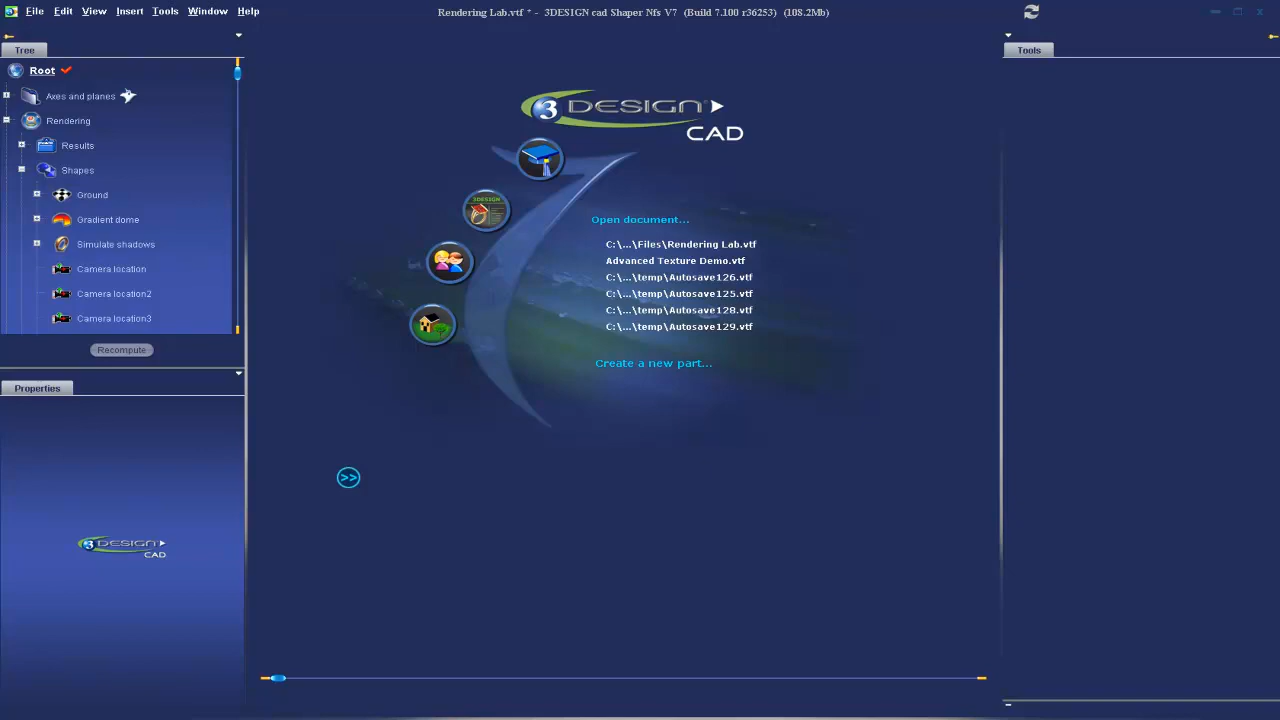 File Edit View Insert Tools Window Help
Rendering Lab.vtf * - 3DESIGN cad Shaper Nfs V7 (Build 7.100 r36253) (108.2Mb)
Tree
Root
Axes and planes
Rendering
Results
Shapes
Ground
Gradient dome
Simulate shadows
Camera location
Camera location2
Camera location3
Recompute
Properties
3DESIGN
CAD
3DESIGN
CAD
3DESIGN
Open document...
C:\...\Files\Rendering Lab.vtf
Advanced Texture Demo.vtf
C:\...\temp\Autosave126.vtf
C:\...\temp\Autosave125.vtf
C:\...\temp\Autosave128.vtf
C:\...\temp\Autosave129.vtf
Create a new part...
>>
Tools